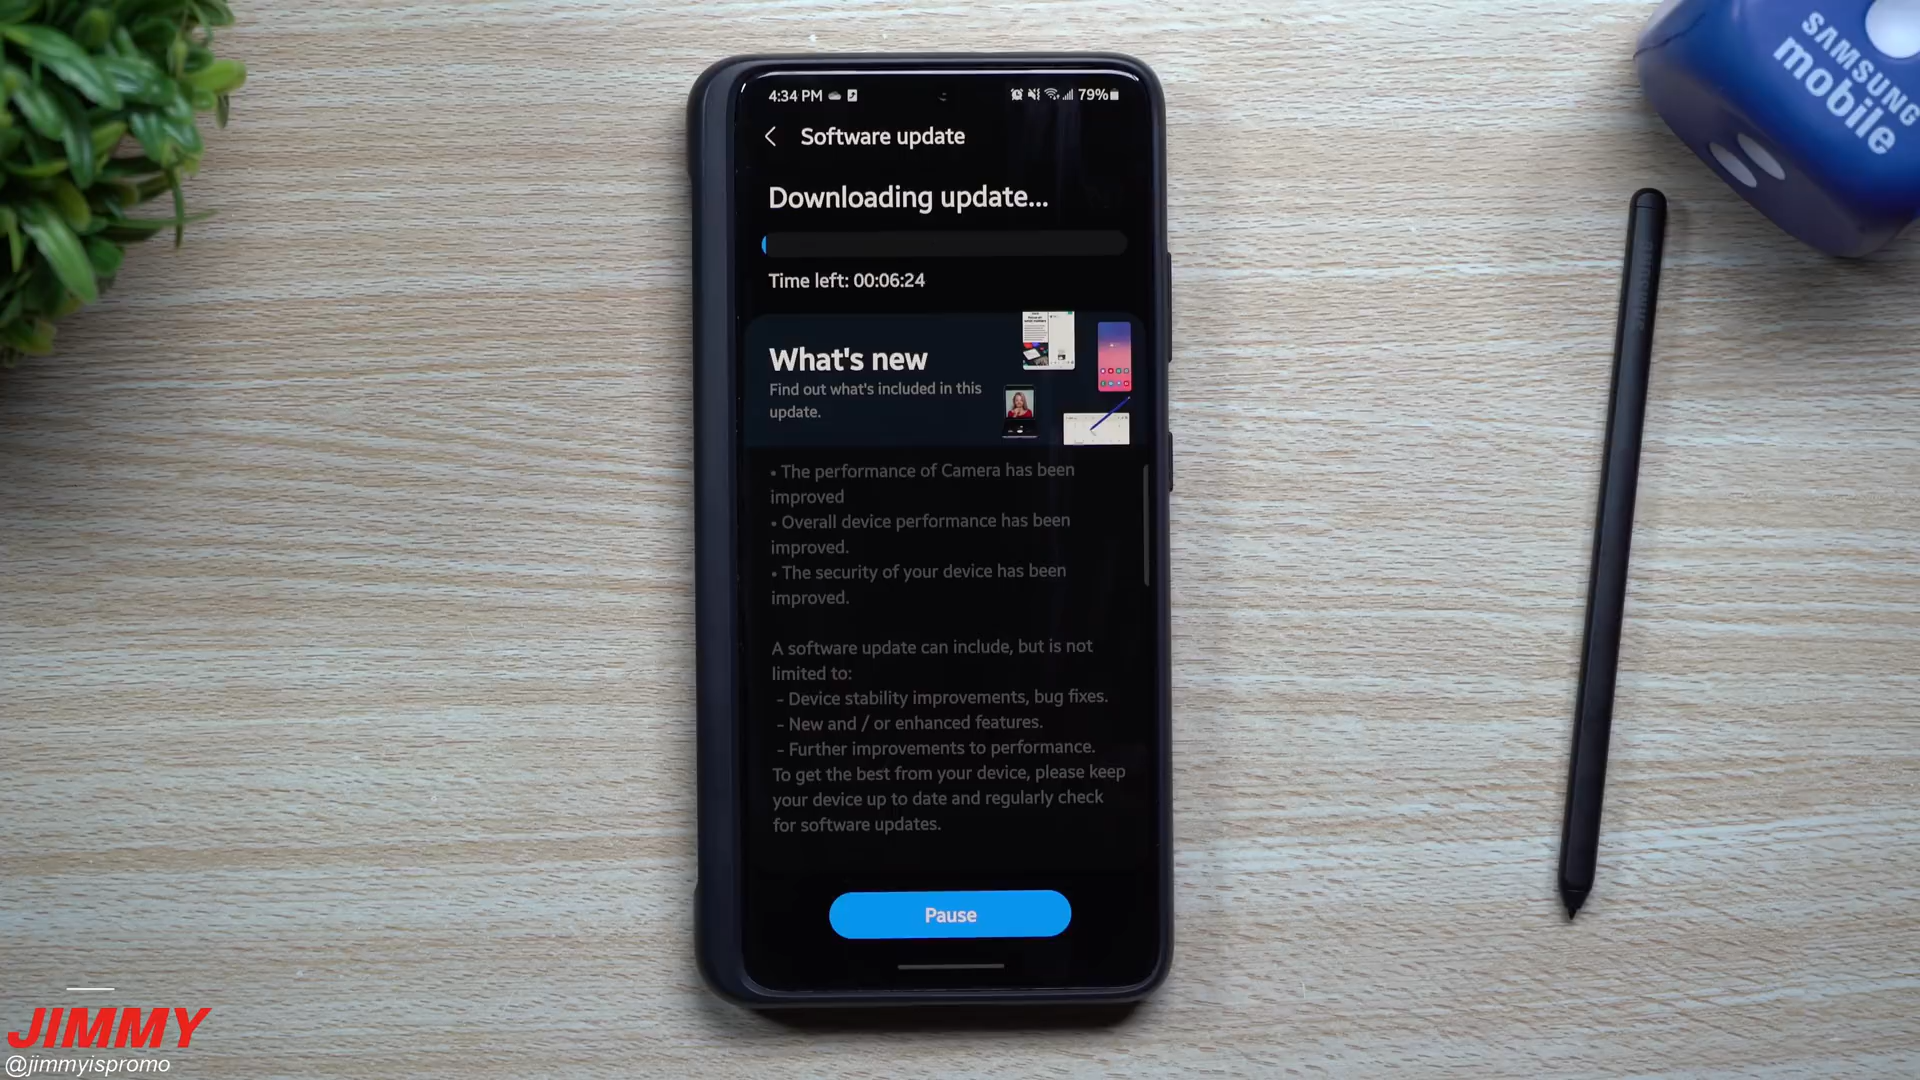 SAMSUNG
mobile
4:34 PM
79%
Software update
Downloading update...
Time left: 00:06:24
What's new
Find out what's included in this
update.
• The performance of Camera has been
improved
• Overall device performance has been
improved.
• The security of your device has been
improved.
A software update can include, but is not
limited to:
- Device stability improvements, bug fixes.
- New and / or enhanced features.
- Further improvements to performance.
To get the best from your device, please keep
your device up to date and regularly check
for software updates.
Pause
SAMSUNG
JIMMY
@jimmyispromo